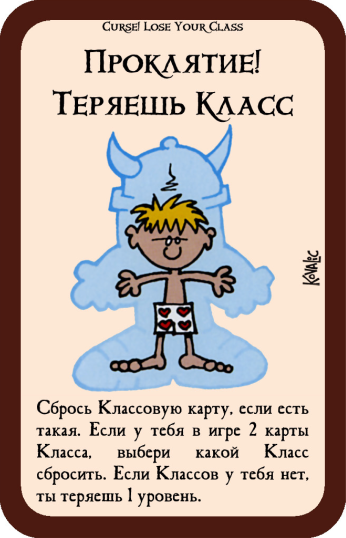 Curse! Lose Your Class
Проклятие!
Теряешь Класс
Kovalic
Сбрось Классовую карту, если есть
такая. Если у тебя в игре 2 карты
Класса, выбери какой Класс
сбросить. Если Классов у тебя нет,
ты теряешь 1 уровень.